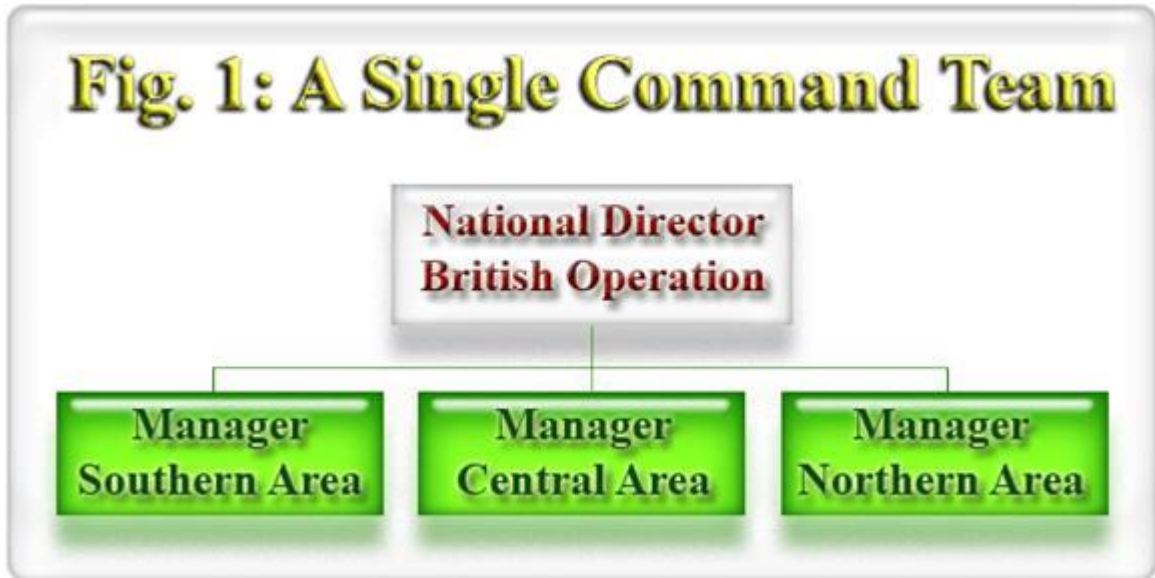 Fig. 1: A Single Command Team
National Director
British Operation
Manager
Southern Area
Manager
Central Area
Manager
Northern Area